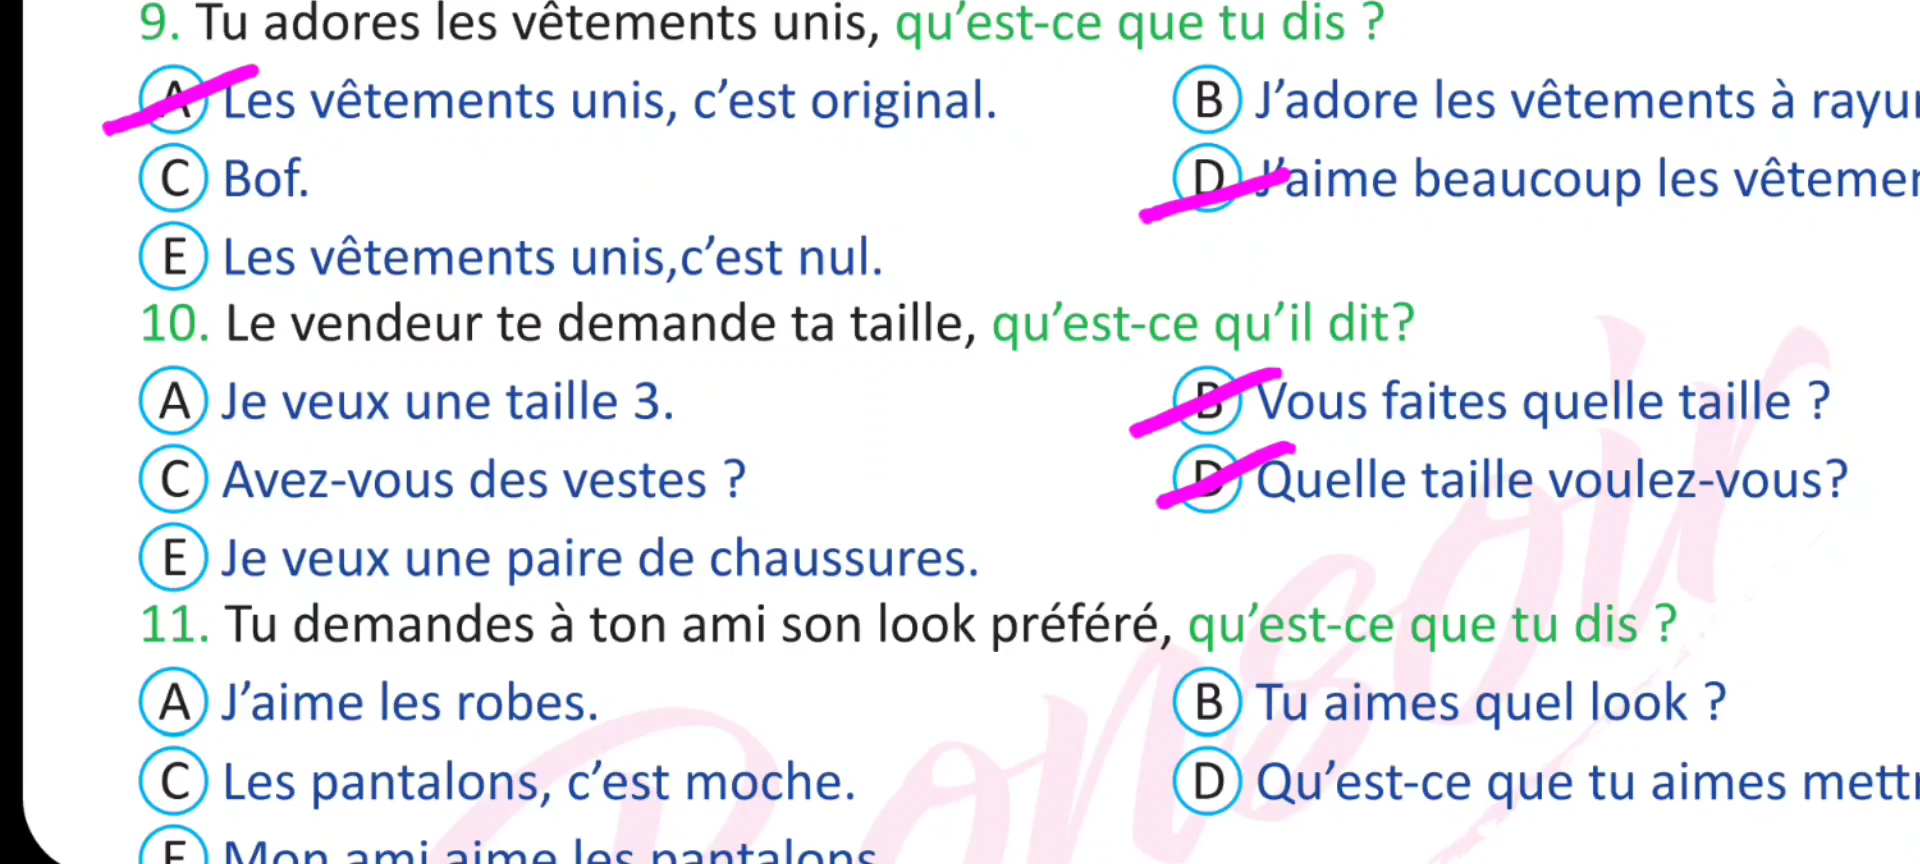 9. Tu adores les vêtements unis, qu'est-ce que tu dis ?
A Les vêtements unis, c'est original. B J'adore les vêtements à
C Bof. D J'aime beaucoup les
E Les vêtements unis,c'est nul.
10. Le vendeur te demande ta taille, qu'est-ce qu'il dit?
A Je veux une taille 3. B Vous faites quelle taille ?
C Avez-vous des vestes ? D Quelle taille voulez-vous?
E Je veux une paire de chaussures.
11. Tu demandes à ton ami son look préféré, qu'est-ce que tu dis ?
A J'aime les robes. B Tu aimes quel look ?
C Les pantalons, c'est moche. D Qu'est-ce que tu aimes
E Mon ami aime les pantalons
Bonsoir